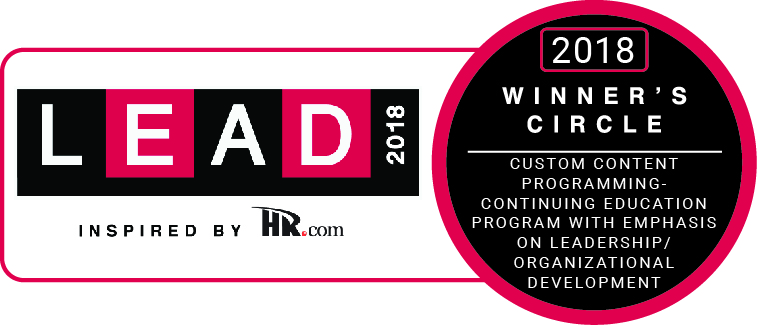 LEAD 2018
INSPIRED BY HR.com
2018
WINNER'S
CIRCLE
CUSTOM CONTENT
PROGRAMMING-
CONTINUING EDUCATION
PROGRAM WITH EMPHASIS
ON LEADERSHIP/
ORGANIZATIONAL
DEVELOPMENT